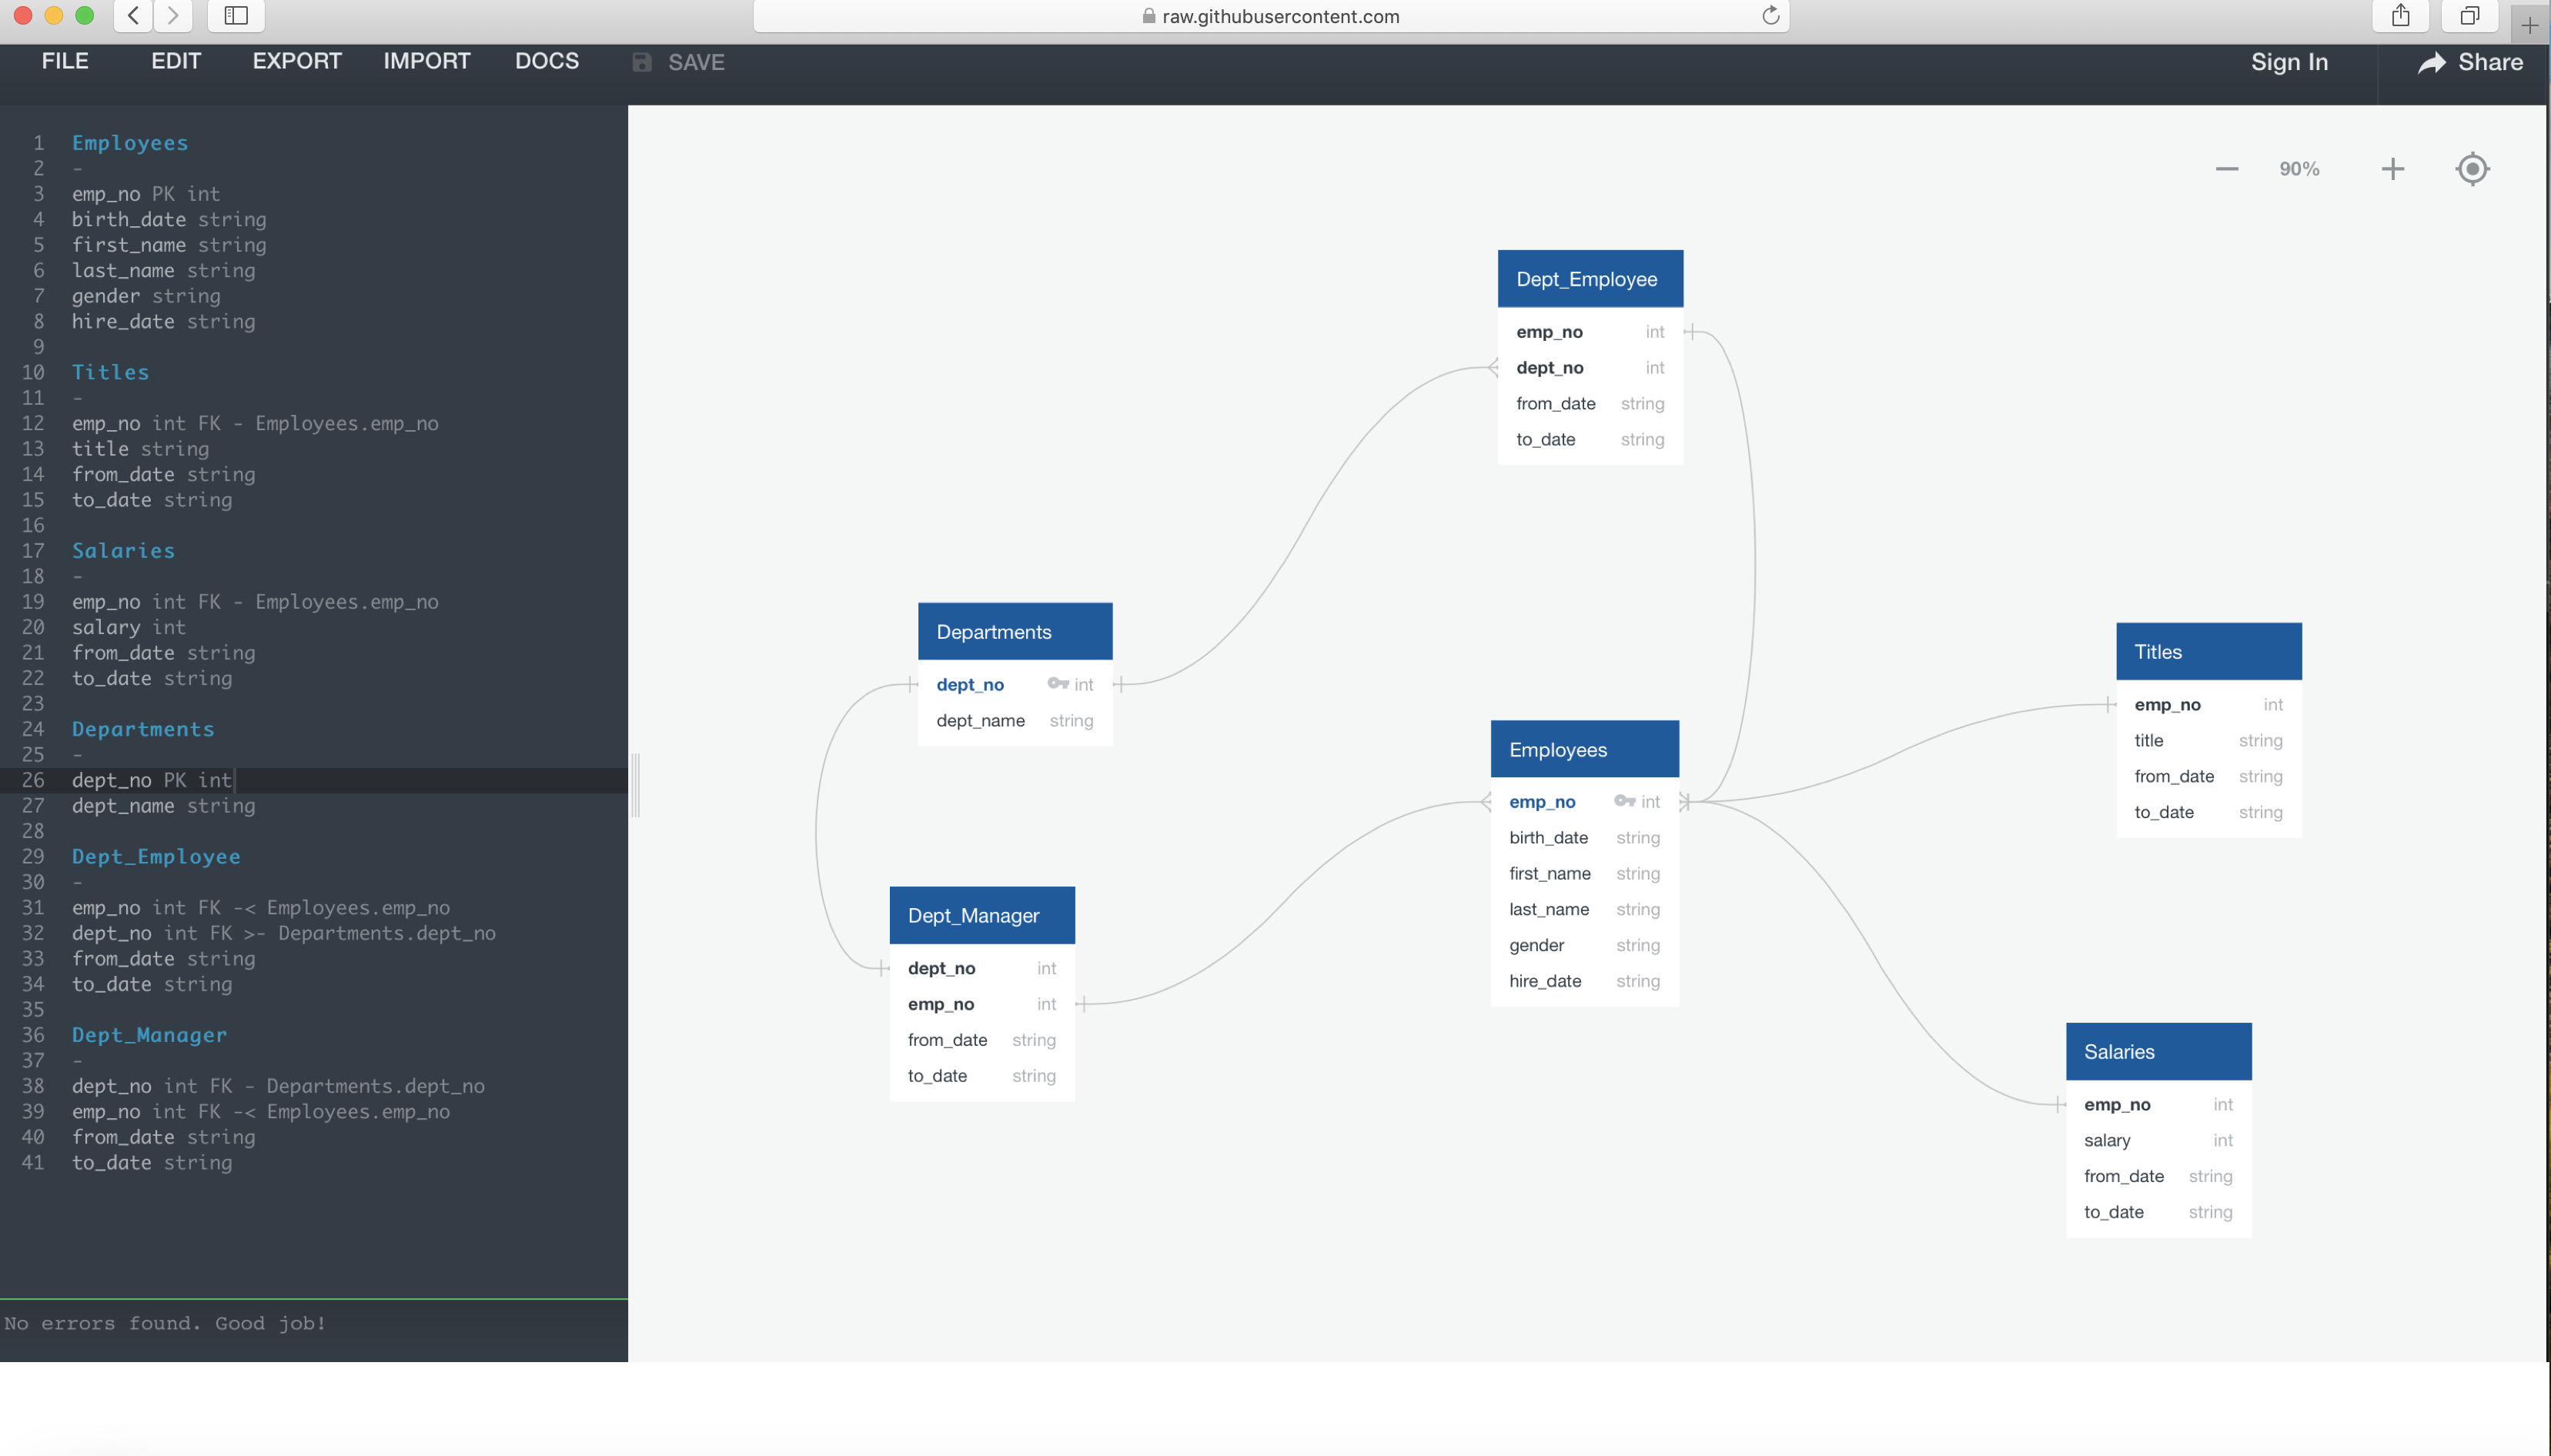 raw.githubusercontent.com
FILE EDIT EXPORT IMPORT DOCS SAVE Sign In Share
1 Employees
2 -
3 emp_no PK int
4 birth_date string
5 first_name string
6 last_name string
7 gender string
8 hire_date string
9
10 Titles
11 -
12 emp_no int FK - Employees.emp_no
13 title string
14 from_date string
15 to_date string
16
17 Salaries
18 -
19 emp_no int FK - Employees.emp_no
20 salary int
21 from_date string
22 to_date string
23
24 Departments
25 -
26 dept_no PK int
27 dept_name string
28
29 Dept_Employee
30 -
31 emp_no int FK -< Employees.emp_no
32 dept_no int FK >- Departments.dept_no
33 from_date string
34 to_date string
35
36 Dept_Manager
37 -
38 dept_no int FK - Departments.dept_no
39 emp_no int FK -< Employees.emp_no
40 from_date string
41 to_date string
No errors found. Good job!
90%
Dept_Employee
emp_no int
dept_no int
from_date string
to_date string
Departments
dept_no int
dept_name string
Titles
emp_no int
title string
from_date string
to_date string
Employees
emp_no int
birth_date string
first_name string
last_name string
gender string
hire_date string
Dept_Manager
dept_no int
emp_no int
from_date string
to_date string
Salaries
emp_no int
salary int
from_date string
to_date string